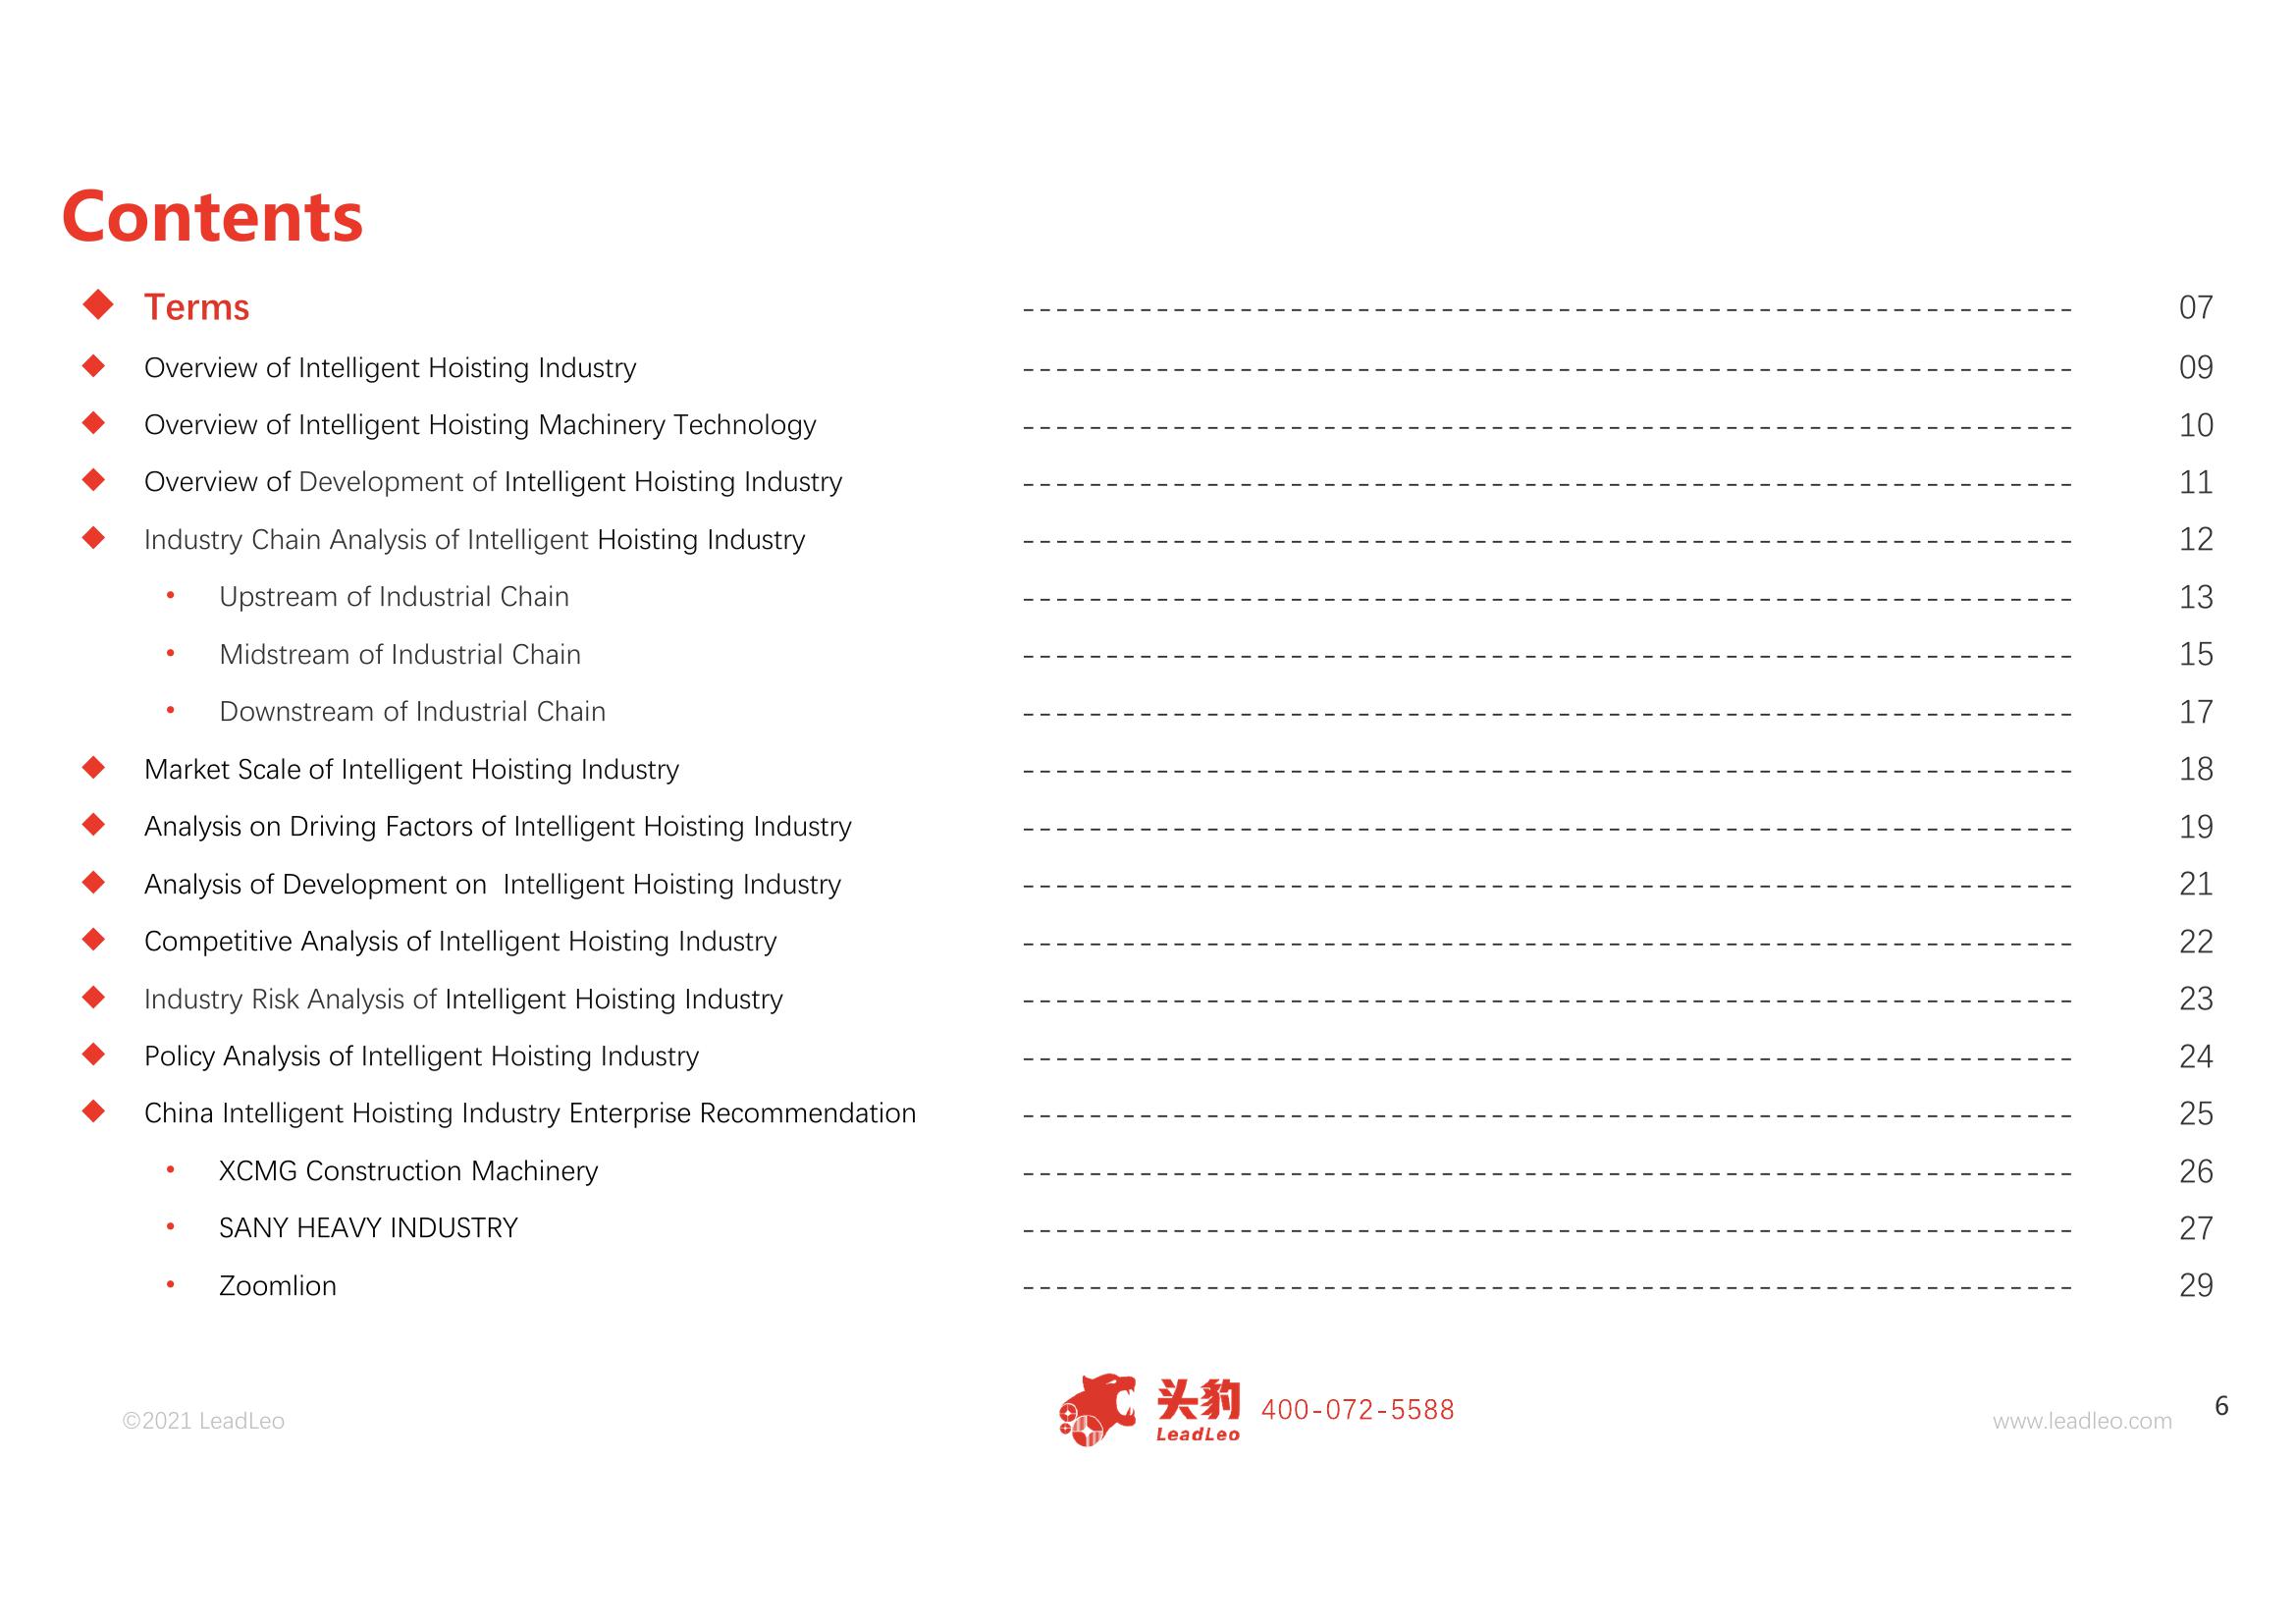 Contents
◆ Terms ---------------------------------------------------------------- 07
◆ Overview of Intelligent Hoisting Industry ---------------------------------------------------------------- 09
◆ Overview of Intelligent Hoisting Machinery Technology ---------------------------------------------------------------- 10
◆ Overview of Development of Intelligent Hoisting Industry ---------------------------------------------------------------- 11
◆ Industry Chain Analysis of Intelligent Hoisting Industry ---------------------------------------------------------------- 12
• Upstream of Industrial Chain ---------------------------------------------------------------- 13
• Midstream of Industrial Chain ---------------------------------------------------------------- 15
• Downstream of Industrial Chain ---------------------------------------------------------------- 17
◆ Market Scale of Intelligent Hoisting Industry ---------------------------------------------------------------- 18
◆ Analysis on Driving Factors of Intelligent Hoisting Industry ---------------------------------------------------------------- 19
◆ Analysis of Development on  Intelligent Hoisting Industry ---------------------------------------------------------------- 21
◆ Competitive Analysis of Intelligent Hoisting Industry ---------------------------------------------------------------- 22
◆ Industry Risk Analysis of Intelligent Hoisting Industry ---------------------------------------------------------------- 23
◆ Policy Analysis of Intelligent Hoisting Industry ---------------------------------------------------------------- 24
◆ China Intelligent Hoisting Industry Enterprise Recommendation ---------------------------------------------------------------- 25
• XCMG Construction Machinery ---------------------------------------------------------------- 26
• SANY HEAVY INDUSTRY ---------------------------------------------------------------- 27
• Zoomlion ---------------------------------------------------------------- 29
©2021 LeadLeo
头豹
LeadLeo
400-072-5588
www.leadleo.com
6